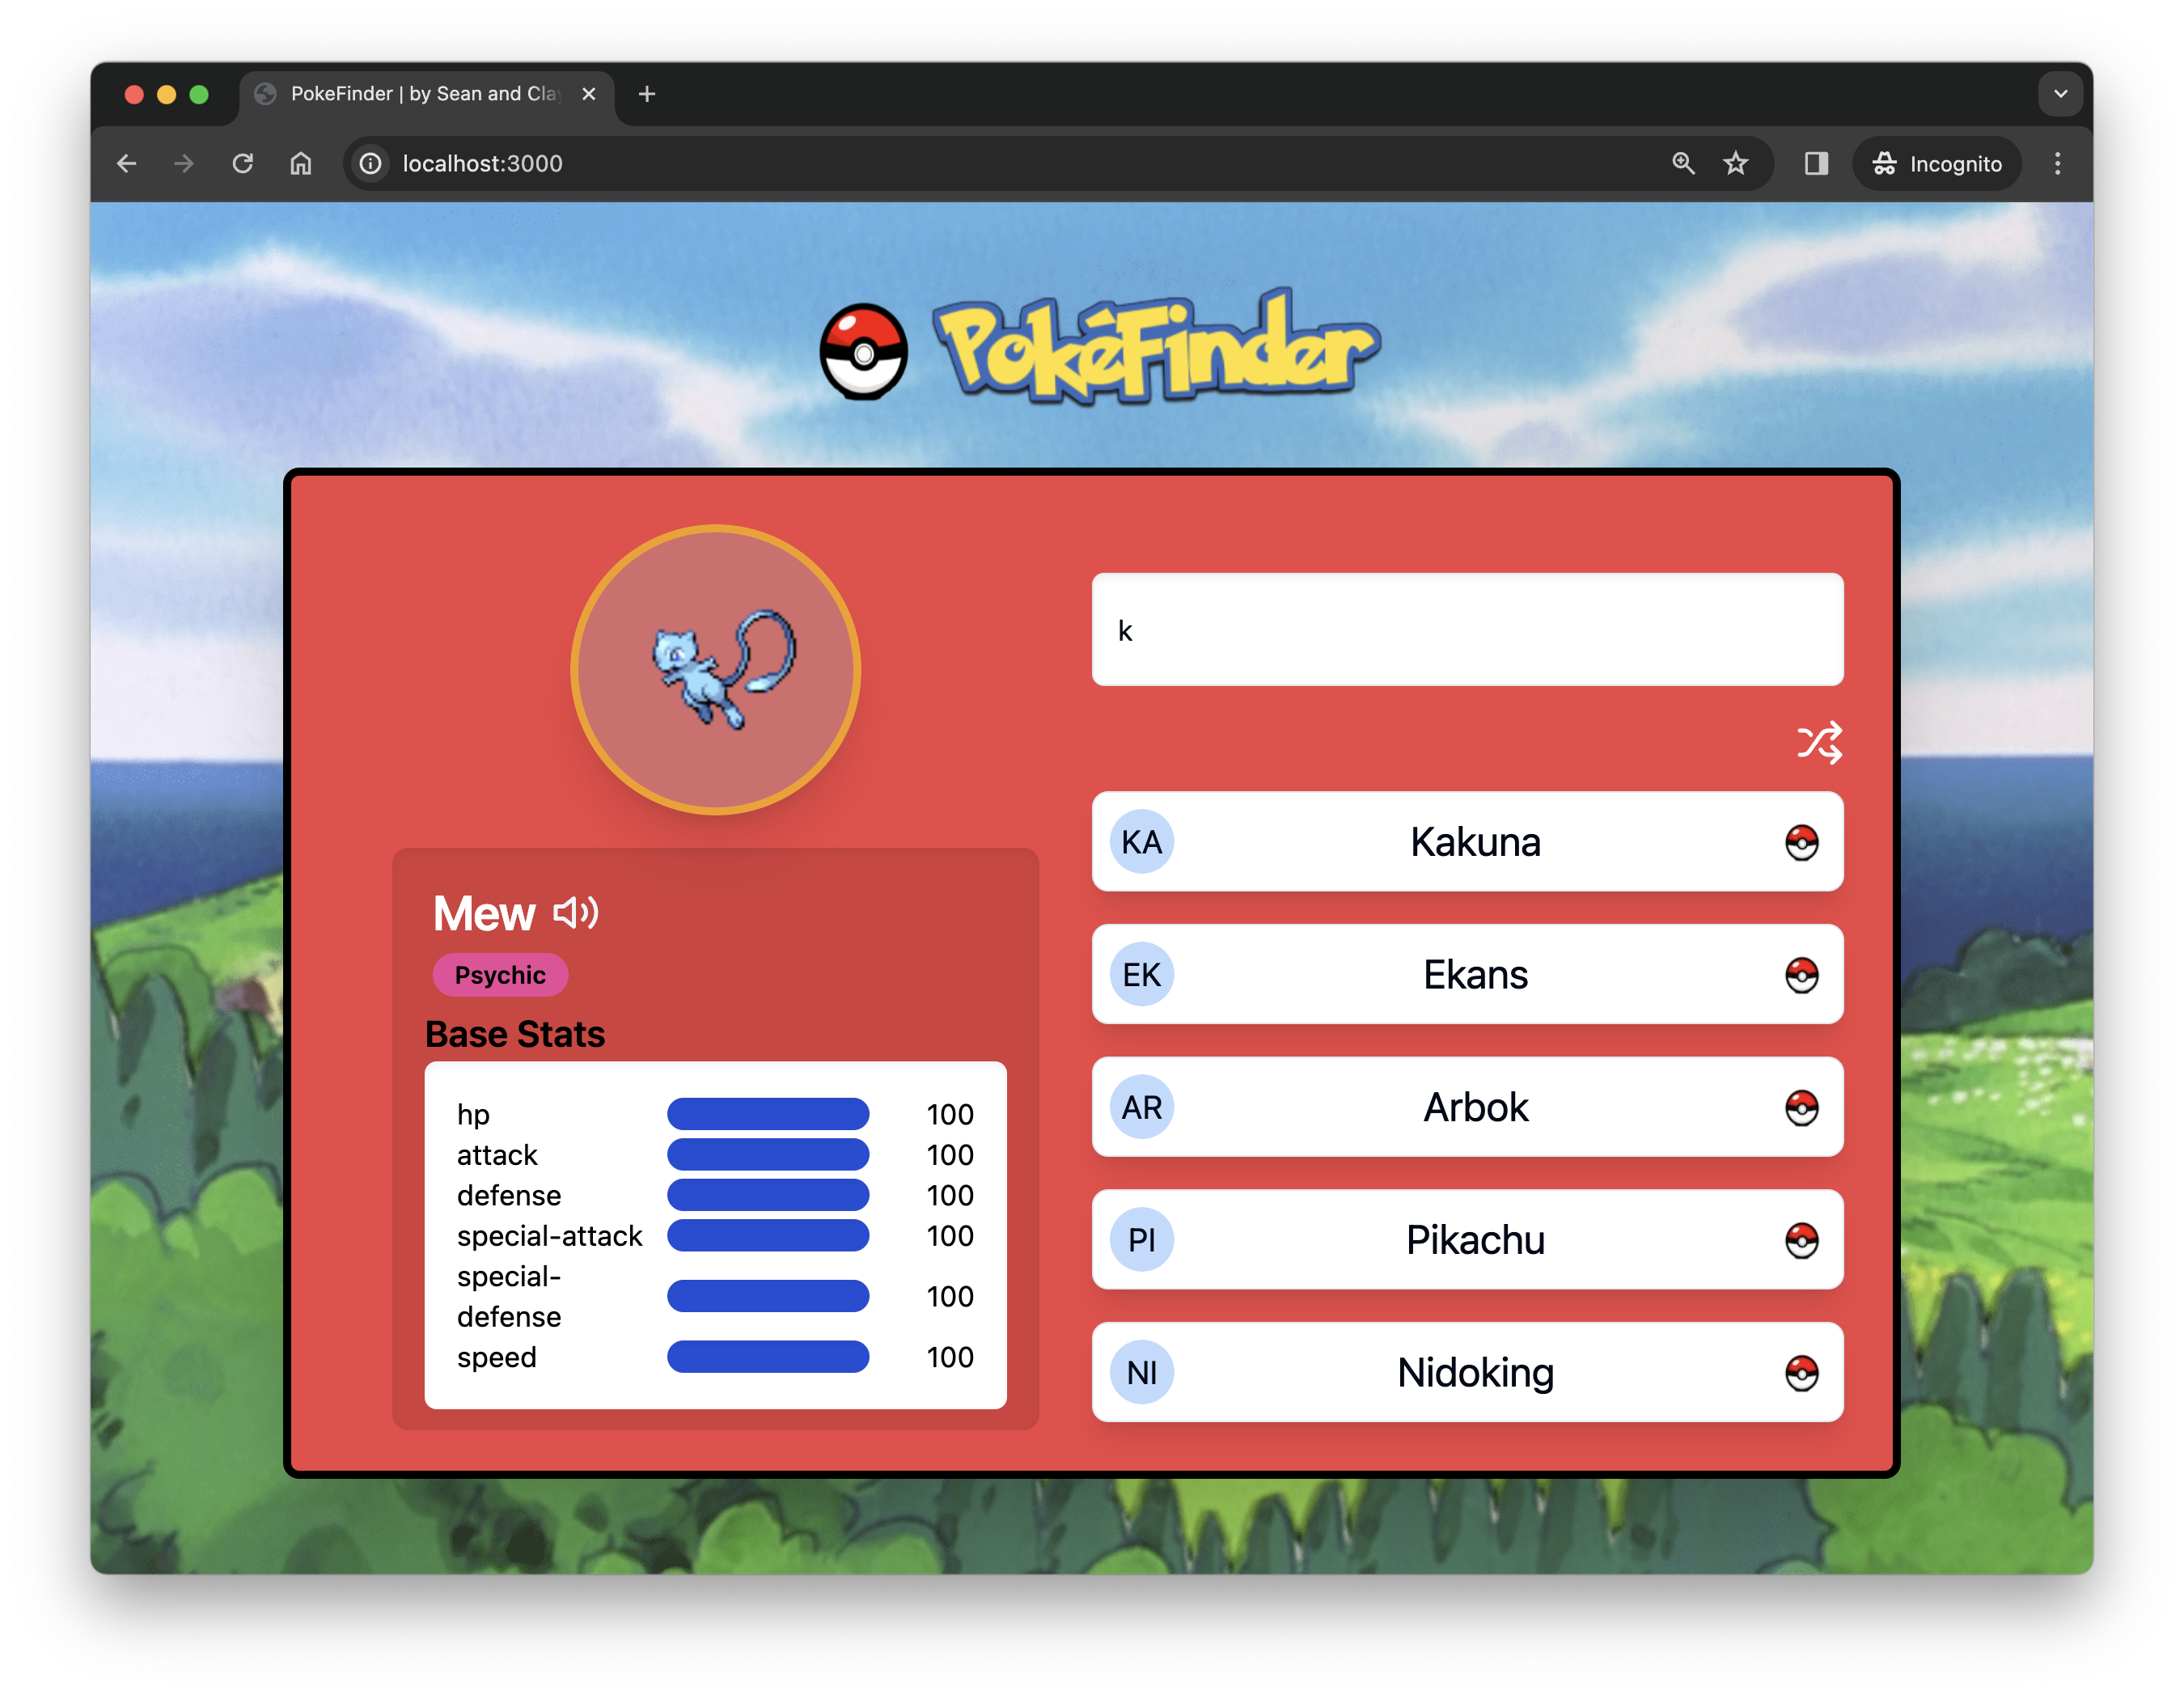 PokeFinder | by Sean and Cla
localhost:3000
Incognito
PokéFinder
k
Mew
Psychic
Base Stats
hp 100
attack 100
defense 100
special-attack 100
special-
defense 100
speed 100
KA Kakuna
EK Ekans
AR Arbok
PI Pikachu
NI Nidoking